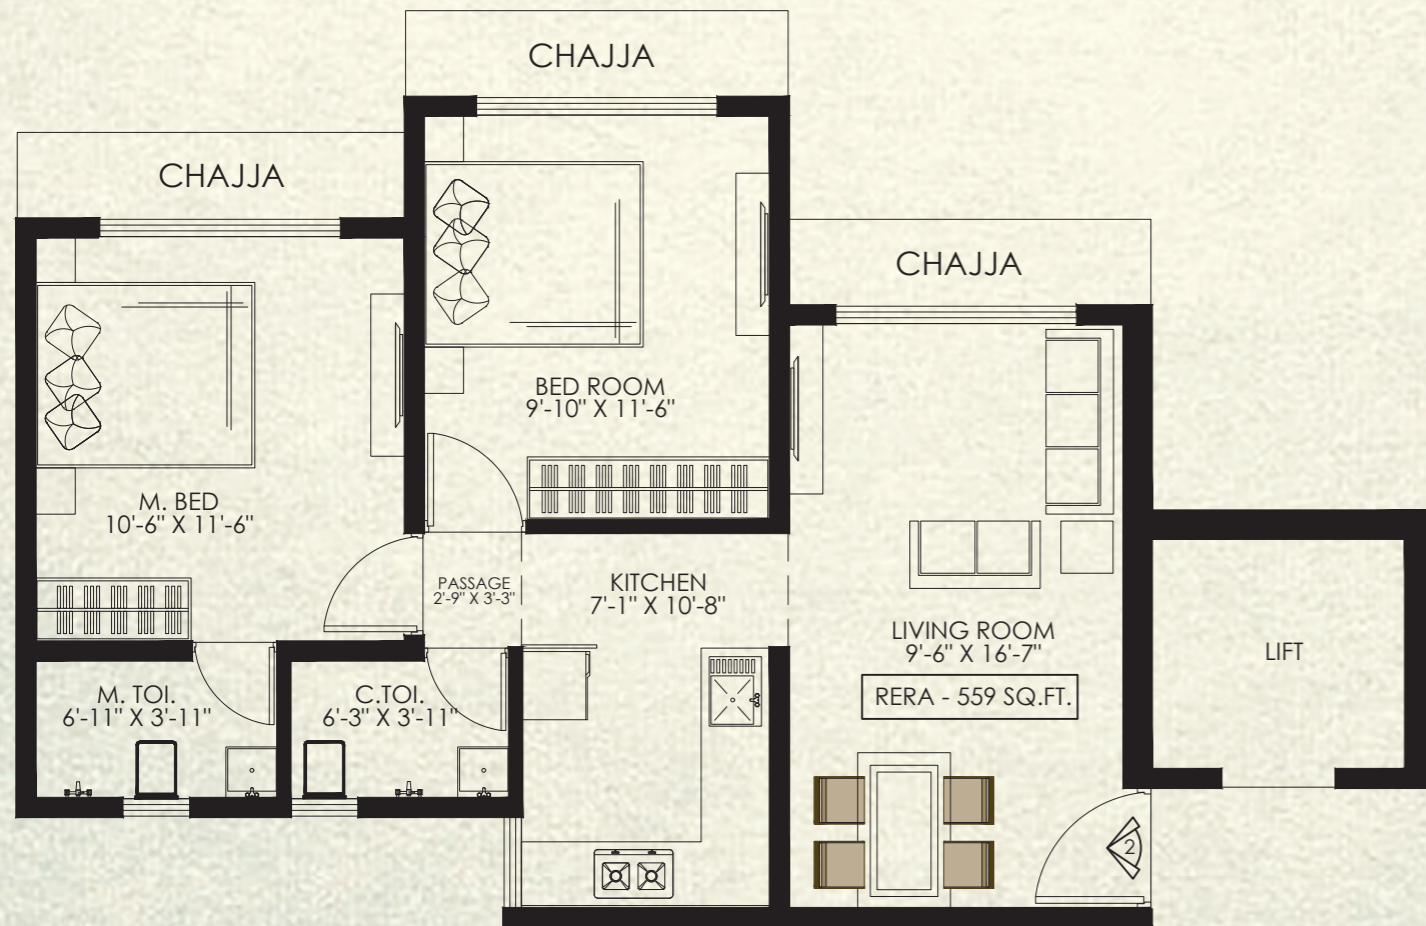 CHAJJA
CHAJJA
CHAJJA
BED ROOM
9'-10" X 11'-6"
M. BED
10'-6" X 11'-6"
PASSAGE
2'-9" X 3'-3"
KITCHEN
7'-1" X 10'-8"
LIVING ROOM
9'-6" X 16'-7"
RERA - 559 SQ.FT.
LIFT
M. TOI.
6'-11" X 3'-11"
C.TOI.
6'-3" X 3'-11"
2